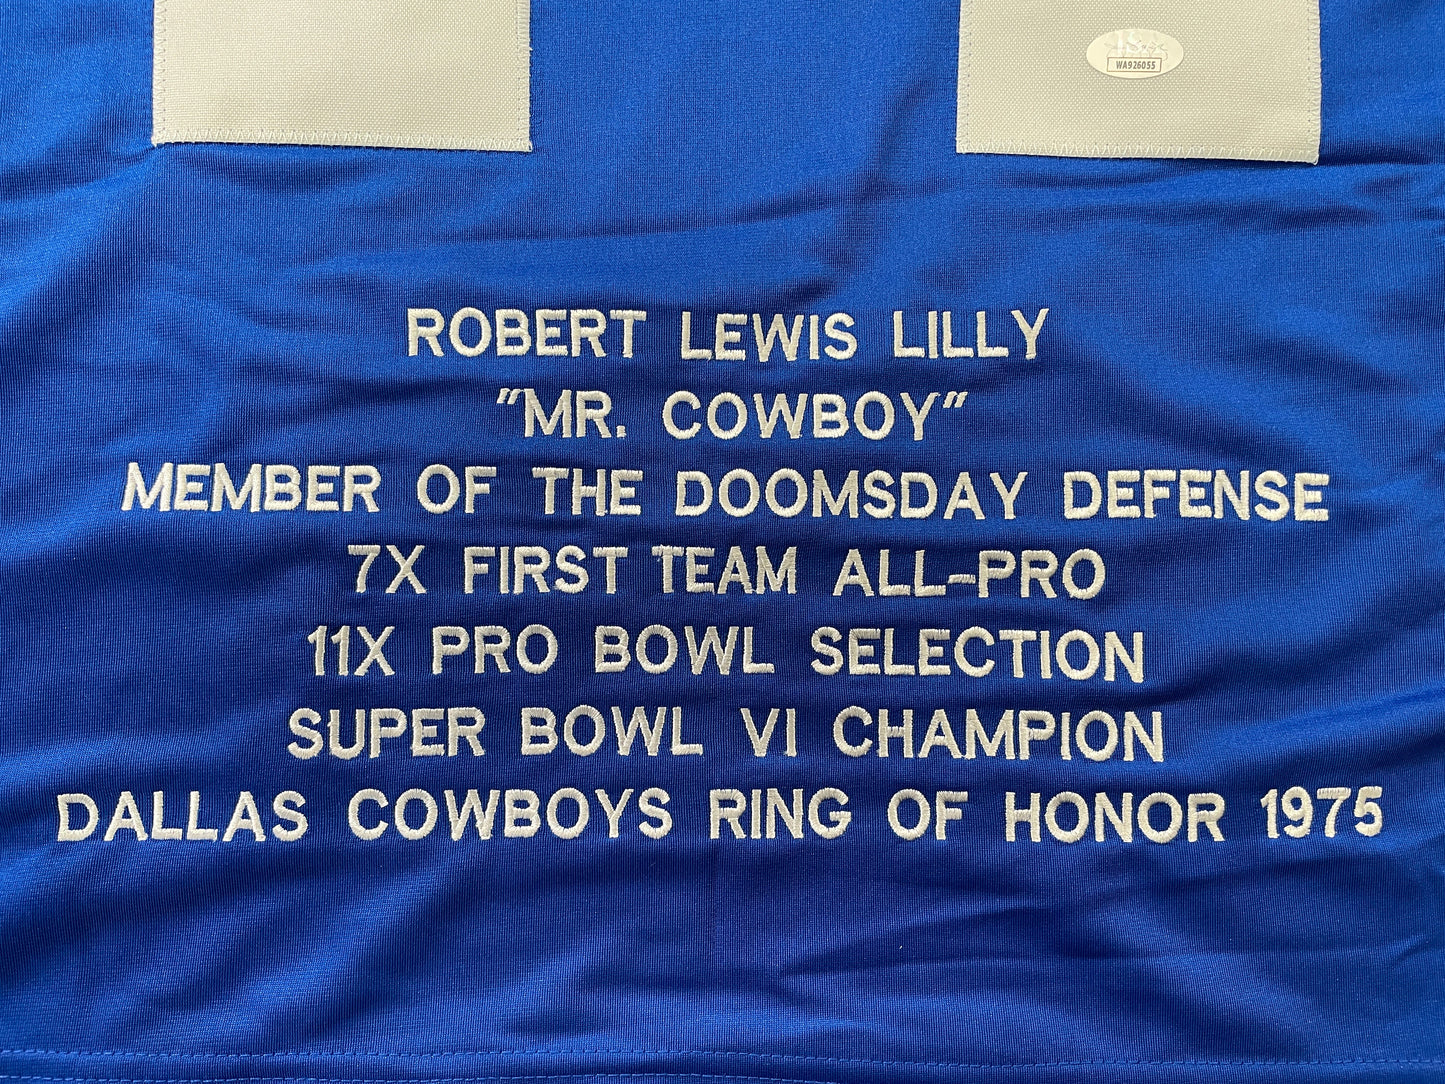 WA926055
ROBERT LEWIS LILLY
"MR. COWBOY"
MEMBER OF THE DOOMSDAY DEFENSE
7X FIRST TEAM ALL-PRO
11X PRO BOWL SELECTION
SUPER BOWL VI CHAMPION
DALLAS COWBOYS RING OF HONOR 1975